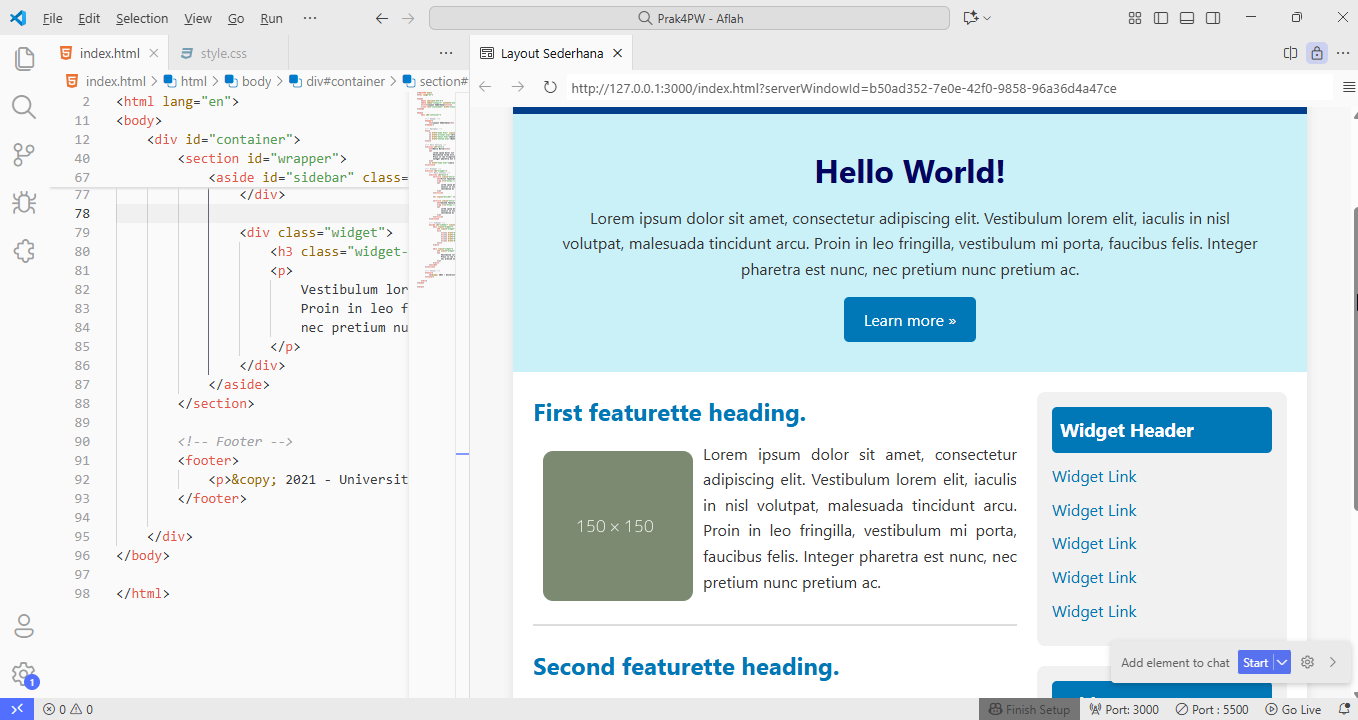 File Edit Selection View Go Run ···
Prak4PW - Aflah
index.html
style.css
Layout Sederhana
index.html > html > body > div#container > section#
http://127.0.0.1:3000/index.html?serverWindowId=b50ad352-7e0e-42f0-9858-96a36d4a47ce
2 <html lang="en">
11 <body>
12 <div id="container">
40 <section id="wrapper">
67 <aside id="sidebar" class=
77 </div>
78
79 <div class="widget">
80 <h3 class="widget-
81 <p>
82 Vestibulum lor
83 Proin in leo f
84 nec pretium nu
85 </p>
86 </div>
87 </aside>
88 </section>
89
90 <!-- Footer -->
91 <footer>
92 <p>&copy; 2021 - Universit
93 </footer>
94
95 </div>
96 </body>
97
98 </html>
Hello World!
Lorem ipsum dolor sit amet, consectetur adipiscing elit. Vestibulum lorem elit, iaculis in nisl
volutpat, malesuada tincidunt arcu. Proin in leo fringilla, vestibulum mi porta, faucibus felis. Integer
pharetra est nunc, nec pretium nunc pretium ac.
Learn more »
First featurette heading.
150 × 150
Lorem ipsum dolor sit amet, consectetur
adipiscing elit. Vestibulum lorem elit, iaculis
in nisl volutpat, malesuada tincidunt arcu.
Proin in leo fringilla, vestibulum mi porta,
faucibus felis. Integer pharetra est nunc, nec
pretium nunc pretium ac.
Second featurette heading.
Widget Header
Widget Link
Widget Link
Widget Link
Widget Link
Widget Link
Add element to chat Start
1
0 0
Finish Setup Port: 3000 Port : 5500 Go Live